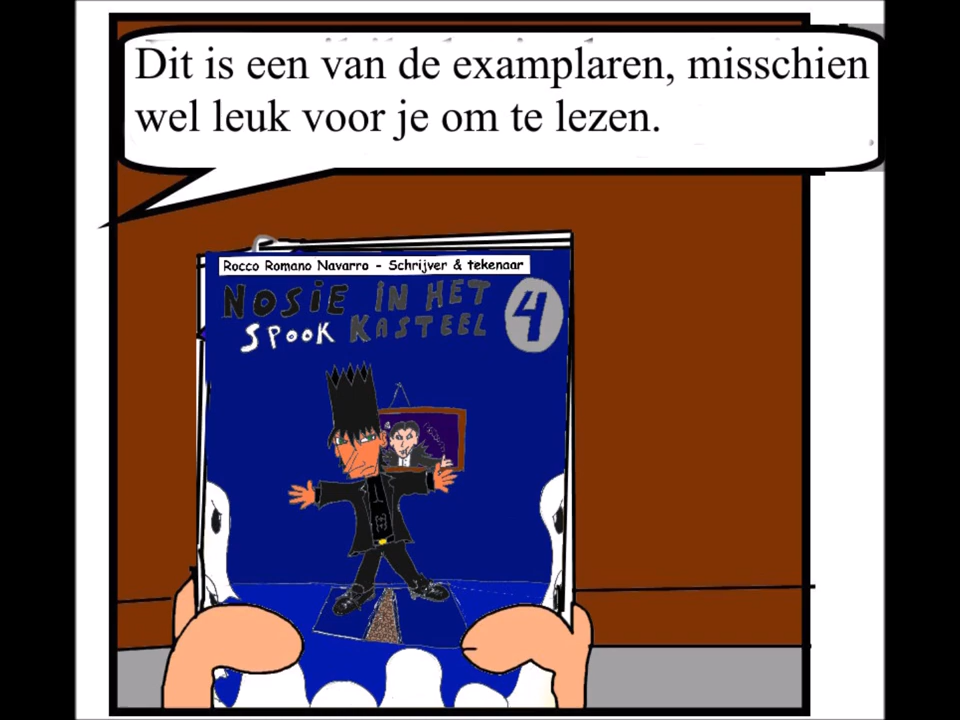 Dit is een van de examplaren, misschien
wel leuk voor je om te lezen.
Rocco Romano Navarro - Schrijver & tekenaar
NOSiE iN HET
SPOOK KASTEEL
4